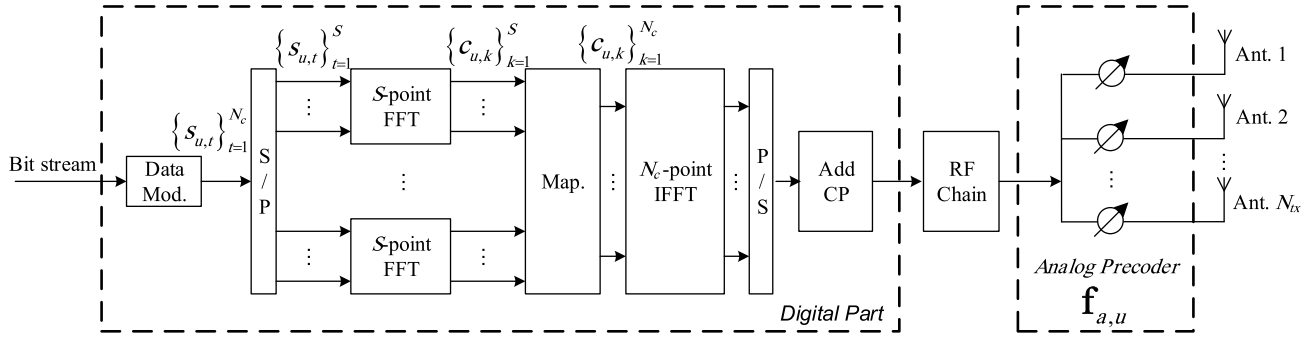 Bit stream
Data
Mod.
{s_{u,t}}_{t=1}^{N_c}
S
/
P
{s_{u,t}}_{t=1}^{S}
S-point
FFT
S-point
FFT
{c_{u,k}}_{k=1}^{S}
Map.
{c_{u,k}}_{k=1}^{N_c}
N_c-point
IFFT
P
/
S
Add
CP
Digital Part
RF
Chain
Analog Precoder
f_{a,u}
Ant. 1
Ant. 2
Ant. N_{tx}